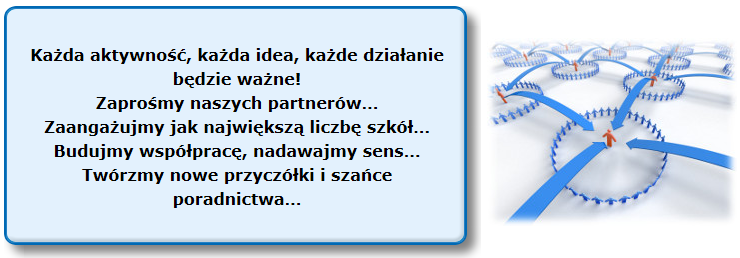 Każda aktywność, każda idea, każde działanie
będzie ważne!
Zaprośmy naszych partnerów...
Zaangażujmy jak największą liczbę szkół...
Budujmy współpracę, nadawajmy sens...
Twórzmy nowe przyczółki i szańce
poradnictwa...